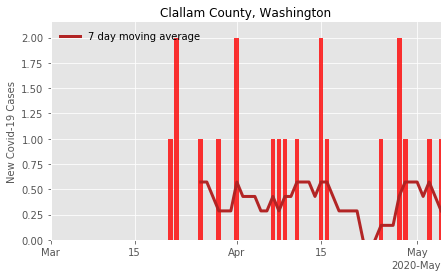 Clallam County, Washington
7 day moving average
New Covid-19 Cases
2.00
1.75
1.50
1.25
1.00
0.75
0.50
0.25
0.00
Mar 15 Apr 15 May
2020-May